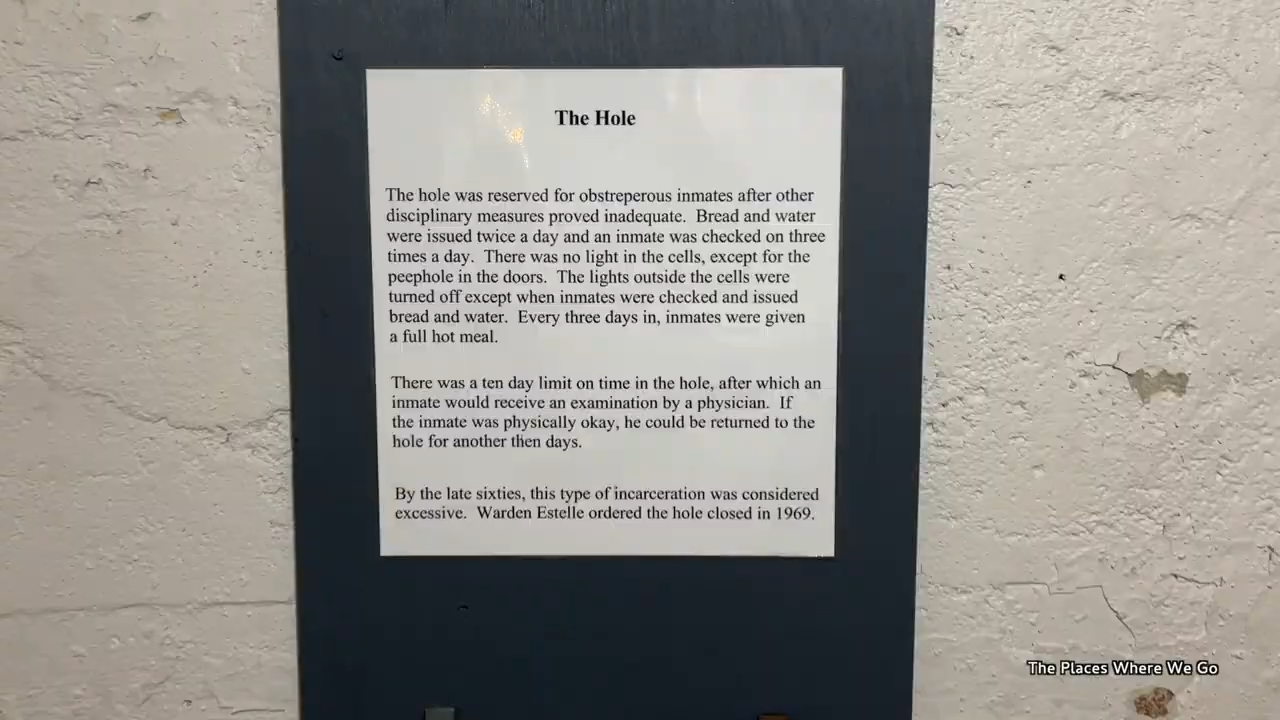 The Hole
The hole was reserved for obstreperous inmates after other
disciplinary measures proved inadequate. Bread and water
were issued twice a day and an inmate was checked on three
times a day. There was no light in the cells, except for the
peephole in the doors. The lights outside the cells were
turned off except when inmates were checked and issued
bread and water. Every three days in, inmates were given
a full hot meal.
There was a ten day limit on time in the hole, after which an
inmate would receive an examination by a physician. If
the inmate was physically okay, he could be returned to the
hole for another then days.
By the late sixties, this type of incarceration was considered
excessive. Warden Estelle ordered the hole closed in 1969.
The Places Where We Go